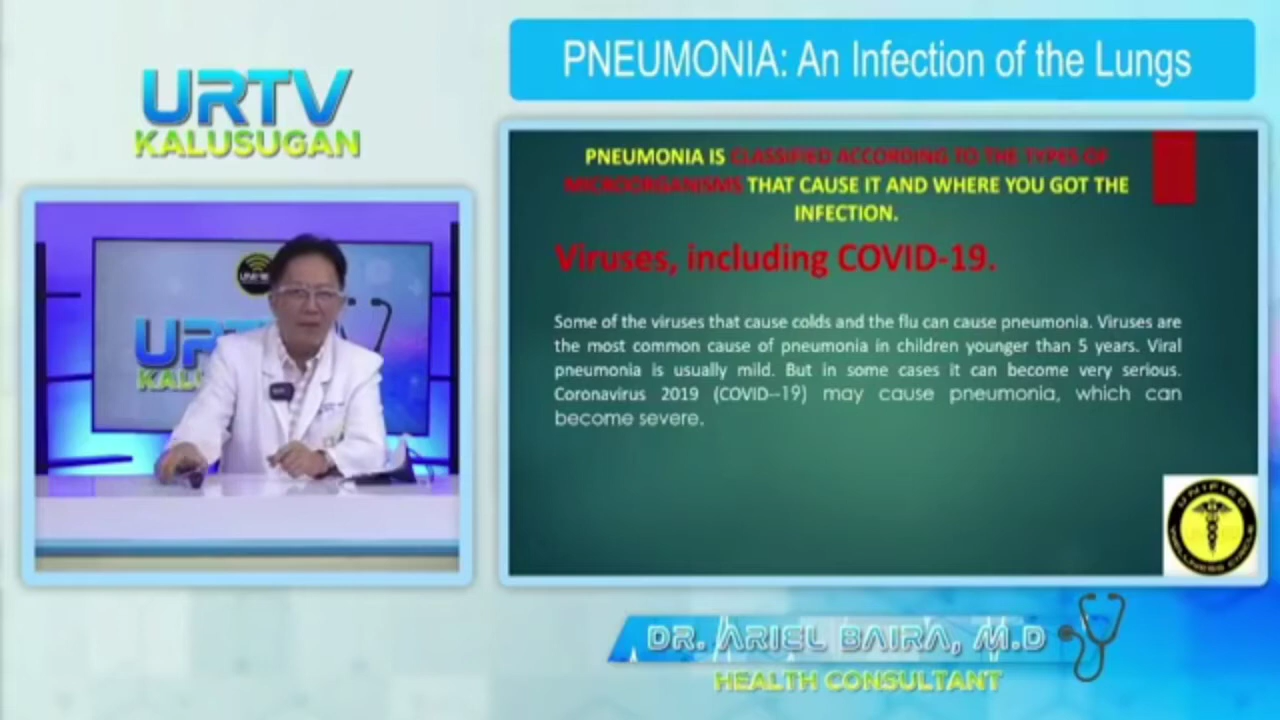 PNEUMONIA: An Infection of the Lungs
URTV
KALUSUGAN
PNEUMONIA IS CLASSIFIED ACCORDING TO THE TYPES OF
MICROORGANISMS THAT CAUSE IT AND WHERE YOU GOT THE
INFECTION.
Viruses, including COVID-19.
Some of the viruses that cause colds and the flu can cause pneumonia. Viruses are
the most common cause of pneumonia in children younger than 5 years. Viral
pneumonia is usually mild. But in some cases it can become very serious.
Coronavirus 2019 (COVID--19) may cause pneumonia, which can
become severe.
UNIFIED
WELLNESS CIRCLE
DR. ARIEL BAIRA, M.D
HEALTH CONSULTANT